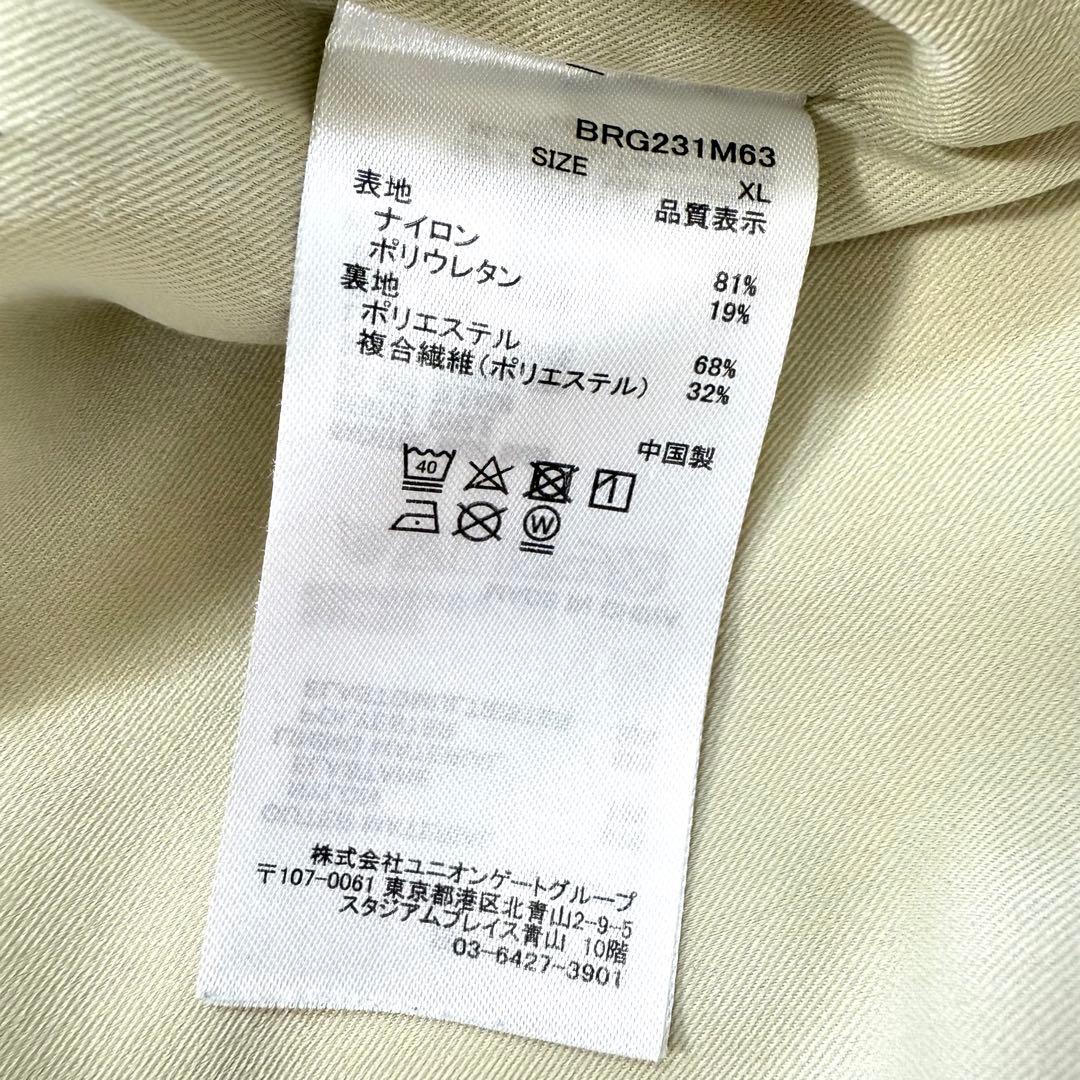 BRG231M63
SIZE XL
品質表示
表地
ナイロン 81%
ポリウレタン 19%
裏地
ポリエステル 68%
複合繊維(ポリエステル) 32%
中国製
40
W
株式会社ユニオンゲートグループ
〒107-0061 東京都港区北青山2-9-5
スタジアムプレイス青山 10階
03-6427-3901